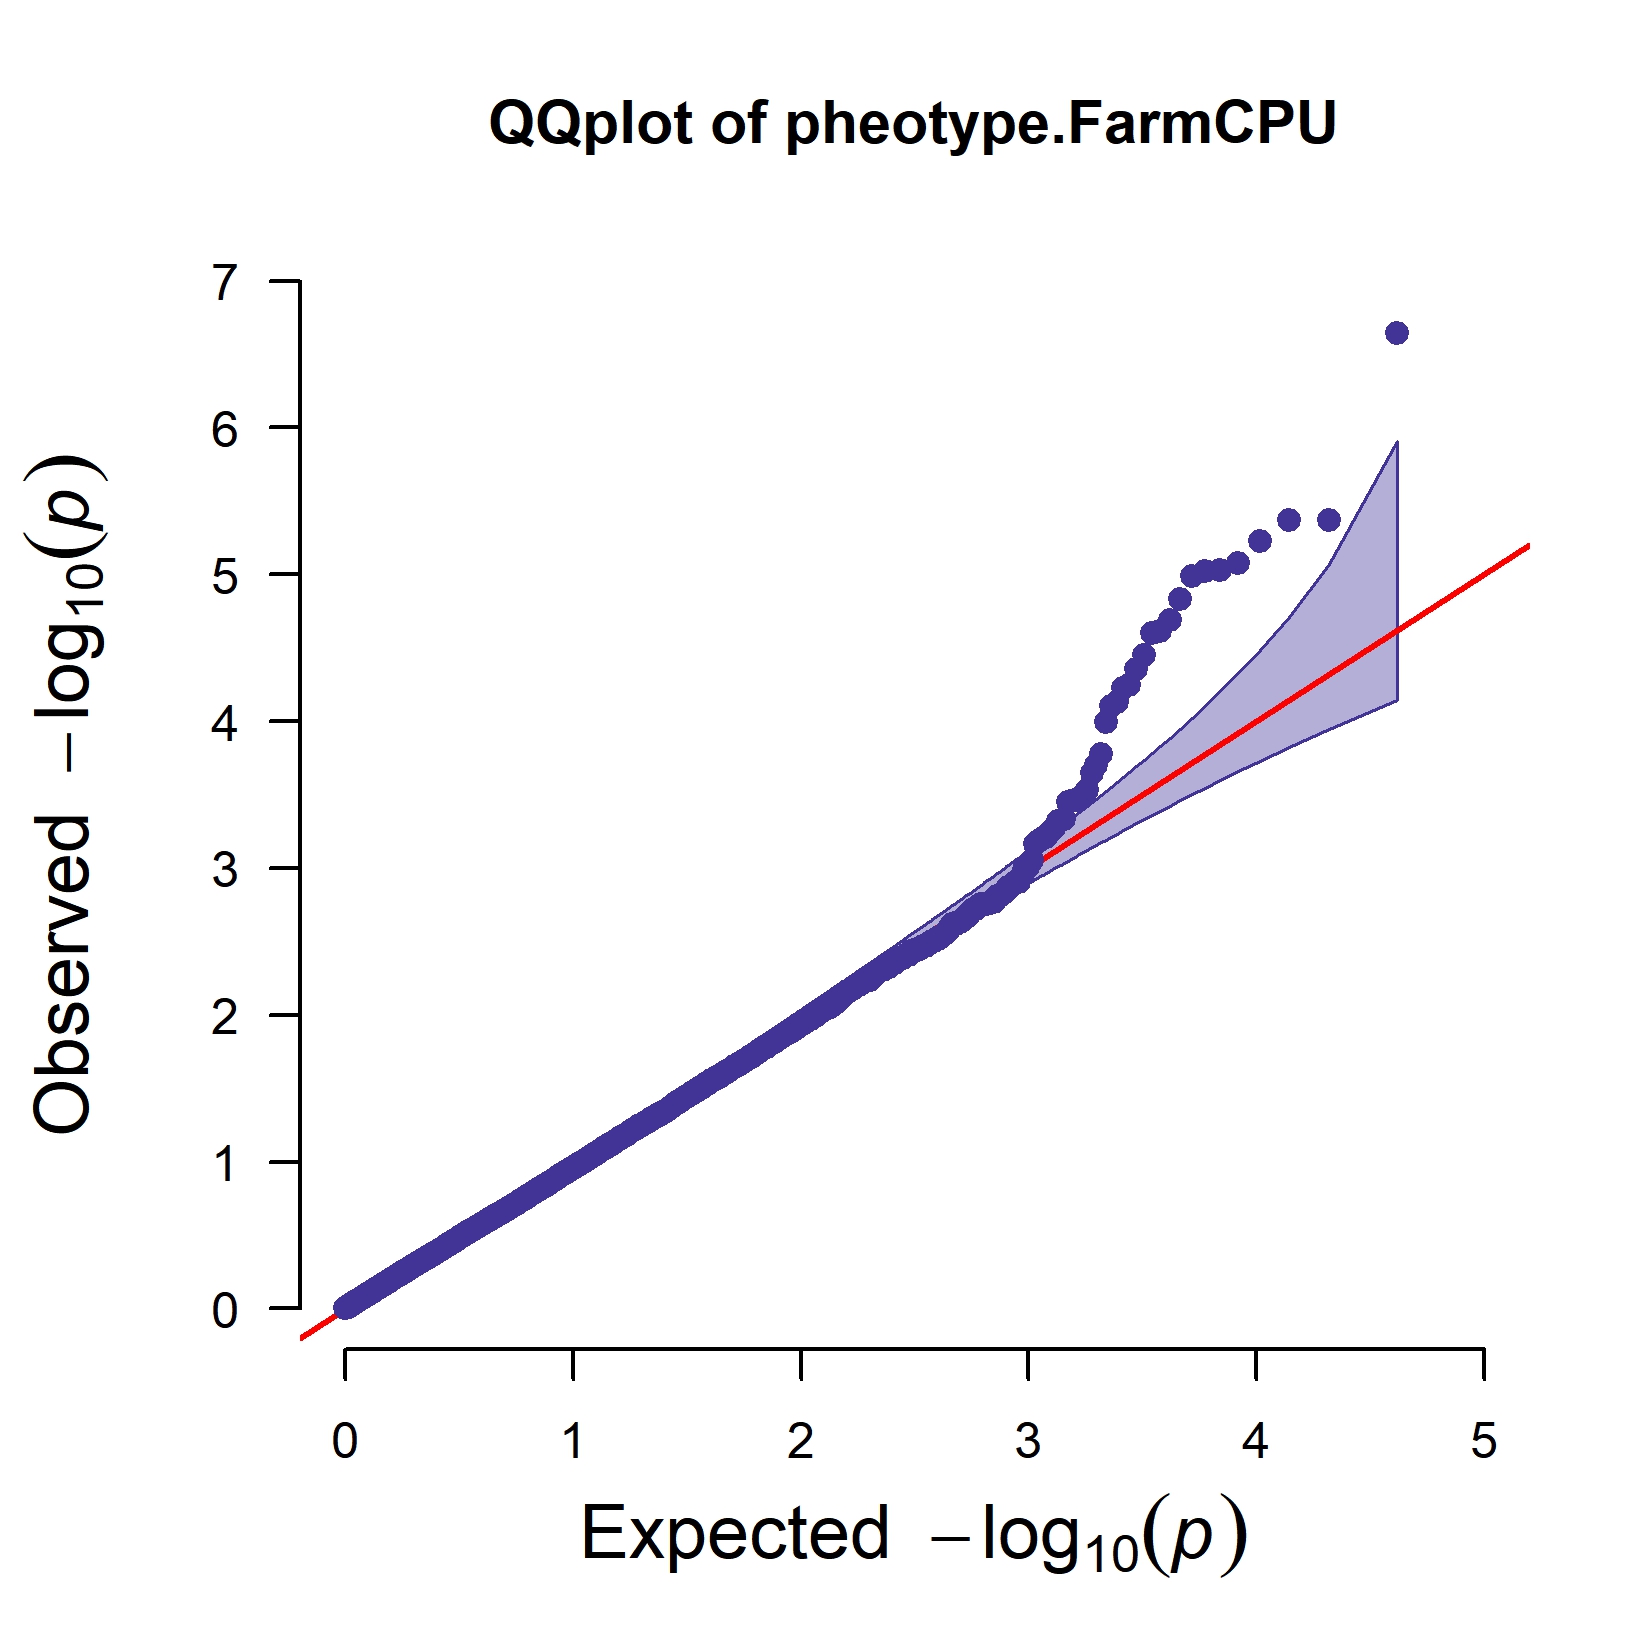 QQplot of pheotype.FarmCPU
7
6
5
4
3
2
1
0
Observed −log₁₀(p)
0 1 2 3 4 5
Expected −log₁₀(p)